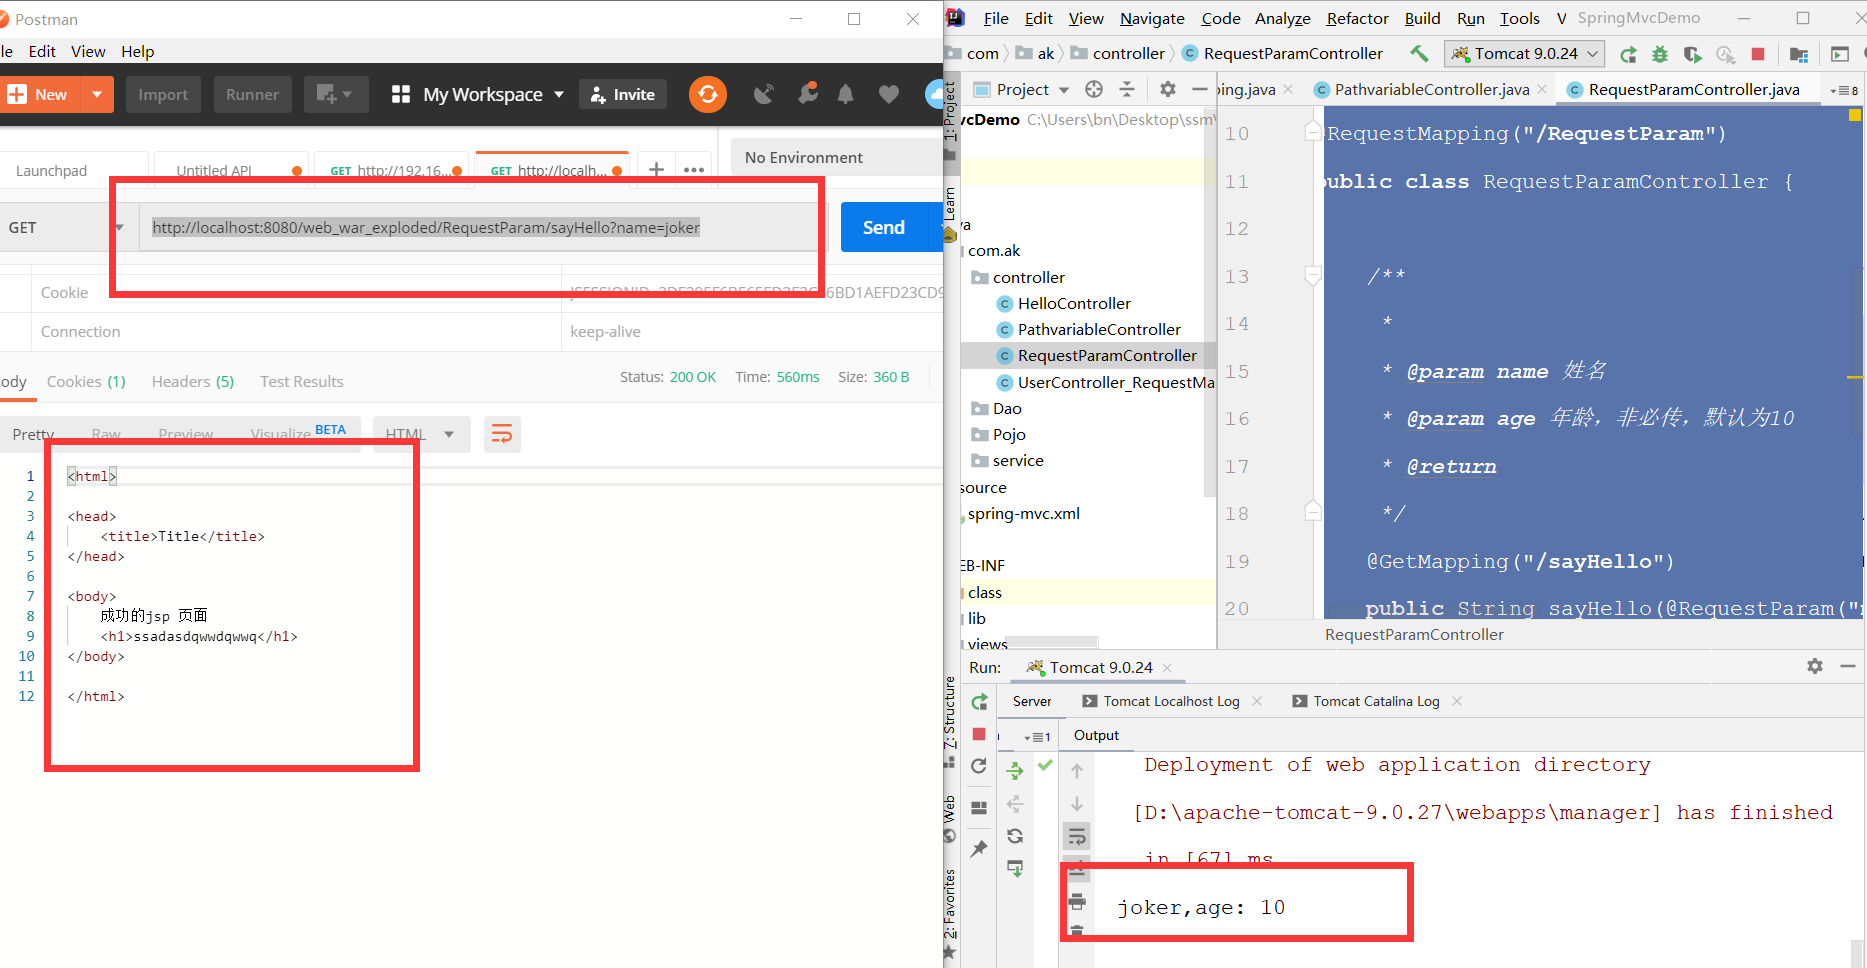 Postman
le Edit View Help
New
Import
Runner
My Workspace
Invite
Launchpad
Untitled API
GET http://192.16...
GET http://localh...
No Environment
GET
http://localhost:8080/web_war_exploded/RequestParam/sayHello?name=joker
Send
Cookie
Connection keep-alive
ody Cookies (1) Headers (5) Test Results
Status: 200 OK Time: 560ms Size: 360 B
Pretty Raw Preview Visualize BETA HTML
1 <html>
2
3 <head>
4 <title>Title</title>
5 </head>
6
7 <body>
8 成功的jsp 页面
9 <h1>ssadasdqwwdqwwq</h1>
10 </body>
11
12 </html>
File Edit View Navigate Code Analyze Refactor Build Run Tools V SpringMvcDemo
com ak controller RequestParamController Tomcat 9.0.24
1: Project
Learn
7: Structure
Web
2: Favorites
Project
ping.java PathvariableController.java RequestParamController.java 8
vcDemo C:\Users\bn\Desktop\ssm\
va
com.ak
controller
HelloController
PathvariableController
RequestParamController
UserController_RequestMa
Dao
Pojo
service
source
spring-mvc.xml
EB-INF
class
lib
views
10 RequestMapping("/RequestParam")
11 public class RequestParamController {
12
13 /**
14 *
15 * @param name 姓名
16 * @param age 年龄，非必传，默认为10
17 * @return
18 */
19 @GetMapping("/sayHello")
20 public String sayHello(@RequestParam("n
RequestParamController
Run: Tomcat 9.0.24
Server Tomcat Localhost Log Tomcat Catalina Log
1 Output
Deployment of web application directory
[D:\apache-tomcat-9.0.27\webapps\manager] has finished
in [67] ms
joker,age: 10